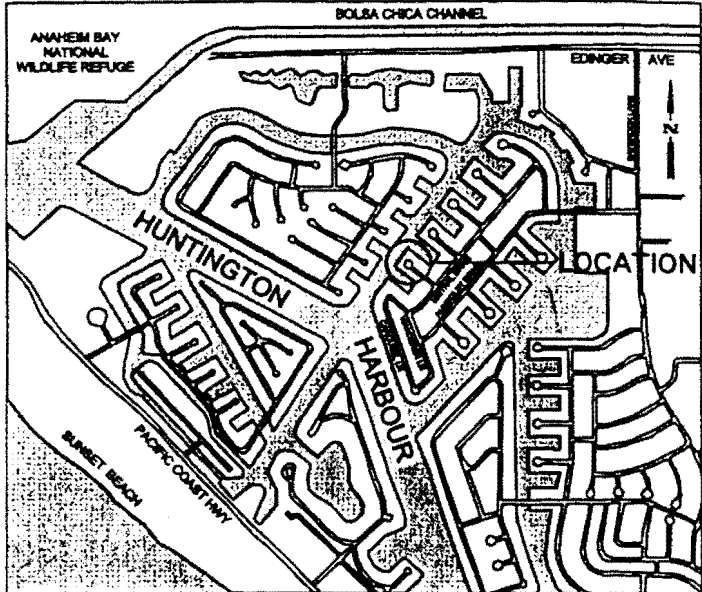 BOLSA CHICA CHANNEL
ANAHEIM BAY
NATIONAL
WILDLIFE REFUGE
EDINGER AVE
N
HUNTINGTON
HARBOUR
LOCATION
PACIFIC COAST HWY
SUNSET BEACH